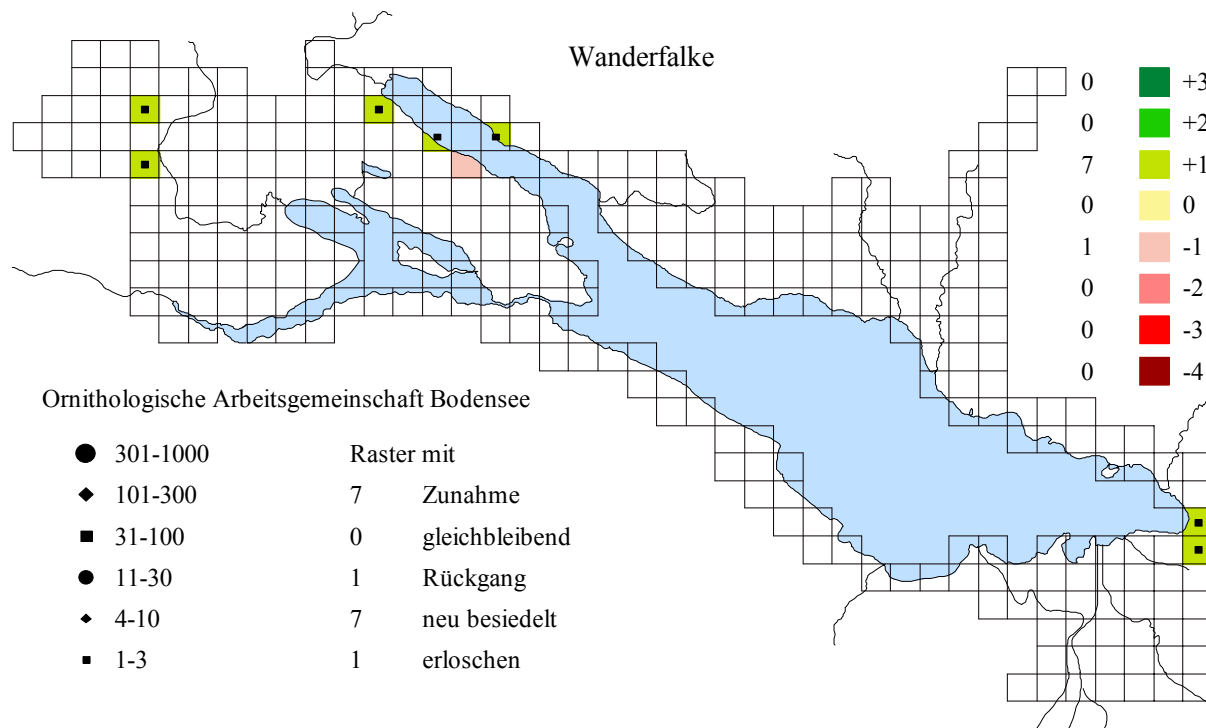 Wanderfalke
0 +3
0 +2
7 +1
0 0
1 -1
0 -2
0 -3
0 -4
Ornithologische Arbeitsgemeinschaft Bodensee
301-1000 Raster mit
101-300 7 Zunahme
31-100 0 gleichbleibend
11-30 1 Rückgang
4-10 7 neu besiedelt
1-3 1 erloschen